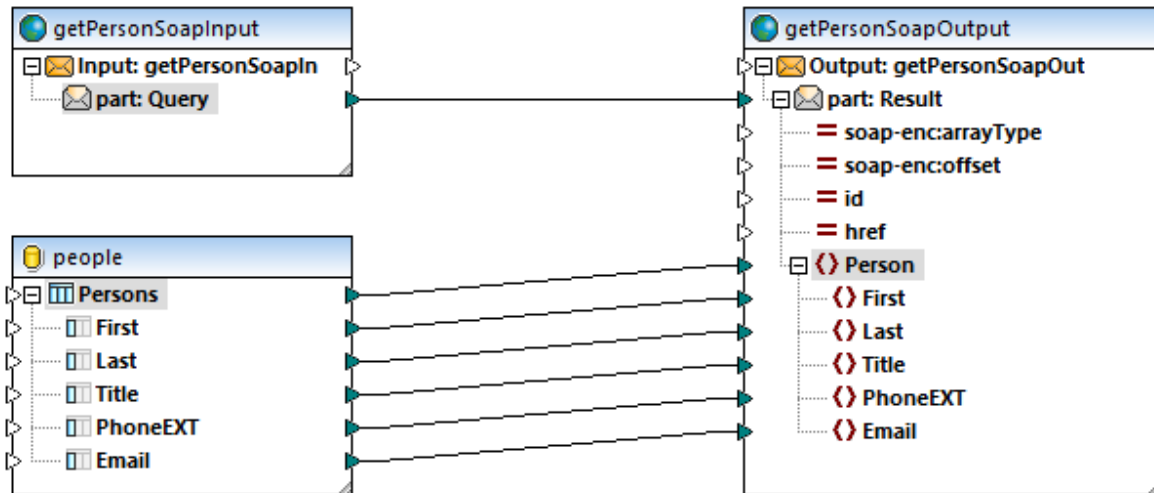 getPersonSoapInput
Input: getPersonSoapIn
part: Query
people
Persons
First
Last
Title
PhoneEXT
Email
getPersonSoapOutput
Output: getPersonSoapOut
part: Result
soap-enc:arrayType
soap-enc:offset
id
href
Person
First
Last
Title
PhoneEXT
Email